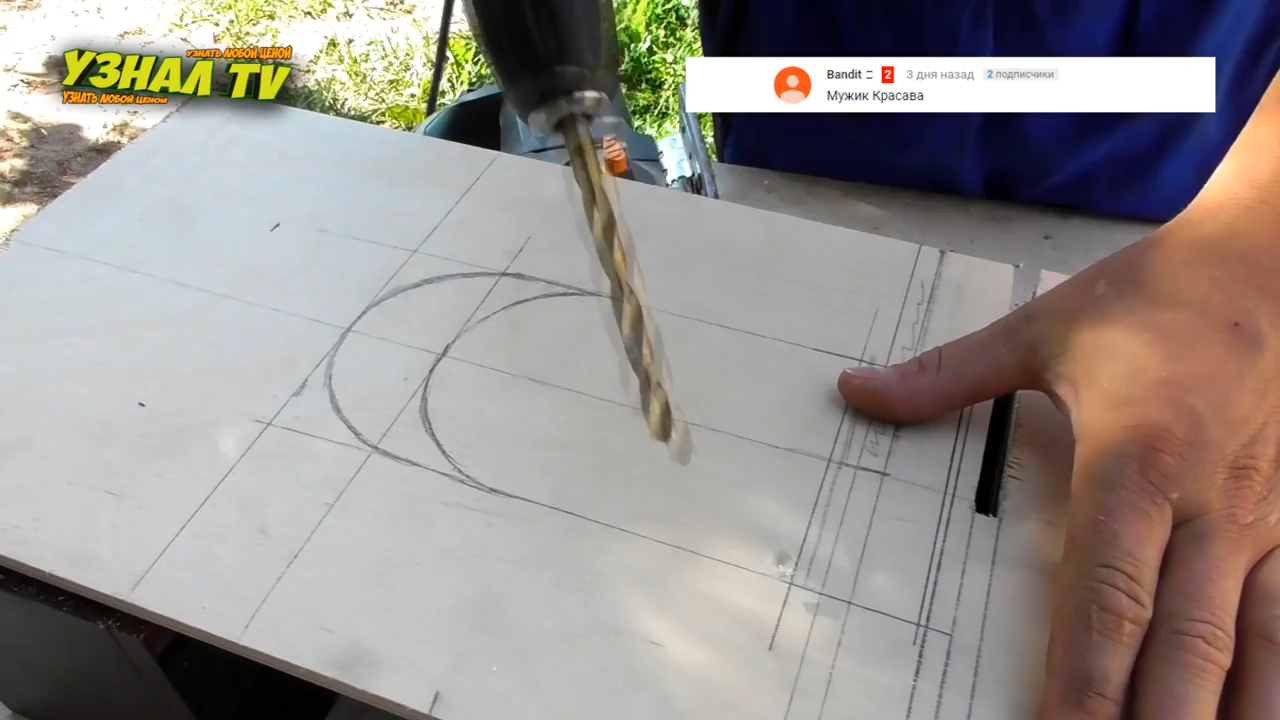 УЗНАТЬ ЛЮБОЙ ЦЕНОЙ
УЗНАЛ TV
УЗНАТЬ ЛЮБОЙ ЦЕНОЙ
Bandit 2 3 дня назад 2 подписчики
Мужик Красава